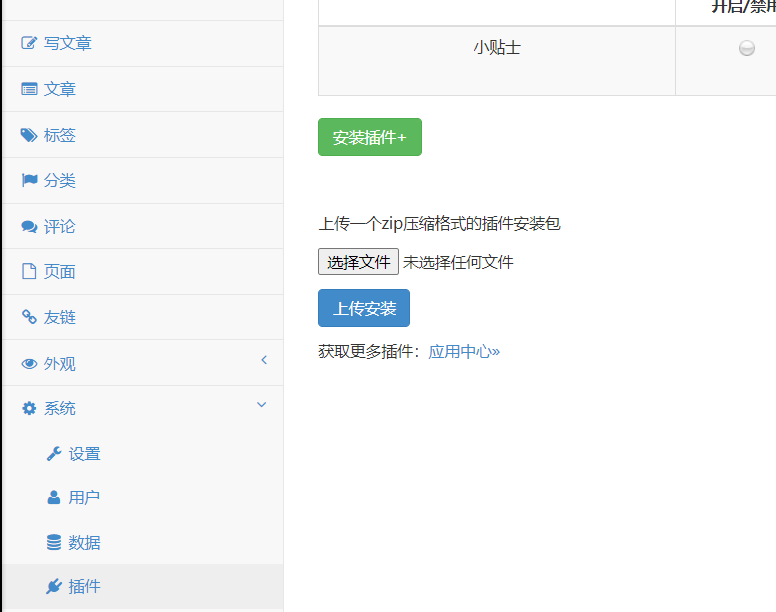 写文章
文章
标签
分类
评论
页面
友链
外观
系统
设置
用户
数据
插件
开启/禁用
小贴士
安装插件+
上传一个zip压缩格式的插件安装包
选择文件 未选择任何文件
上传安装
获取更多插件：应用中心»